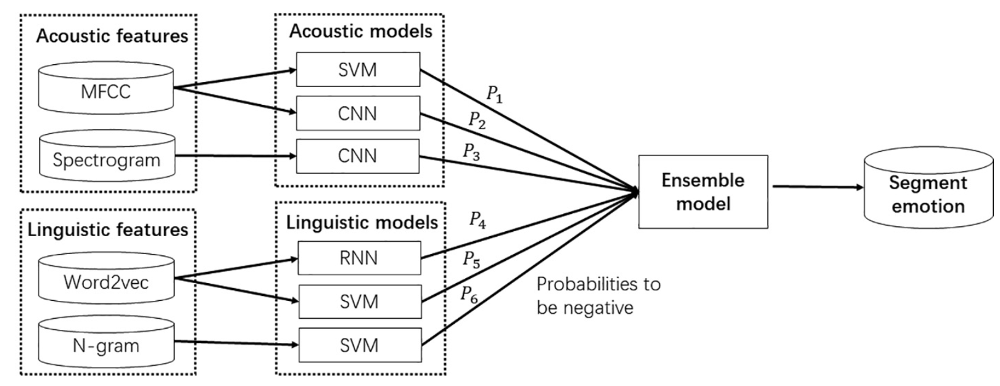 Acoustic features
MFCC
Spectrogram
Acoustic models
SVM
CNN
CNN
P₁
P₂
P₃
Linguistic features
Word2vec
N-gram
Linguistic models
RNN
SVM
SVM
P₄
P₅
P₆
Probabilities to
be negative
Ensemble
model
Segment
emotion